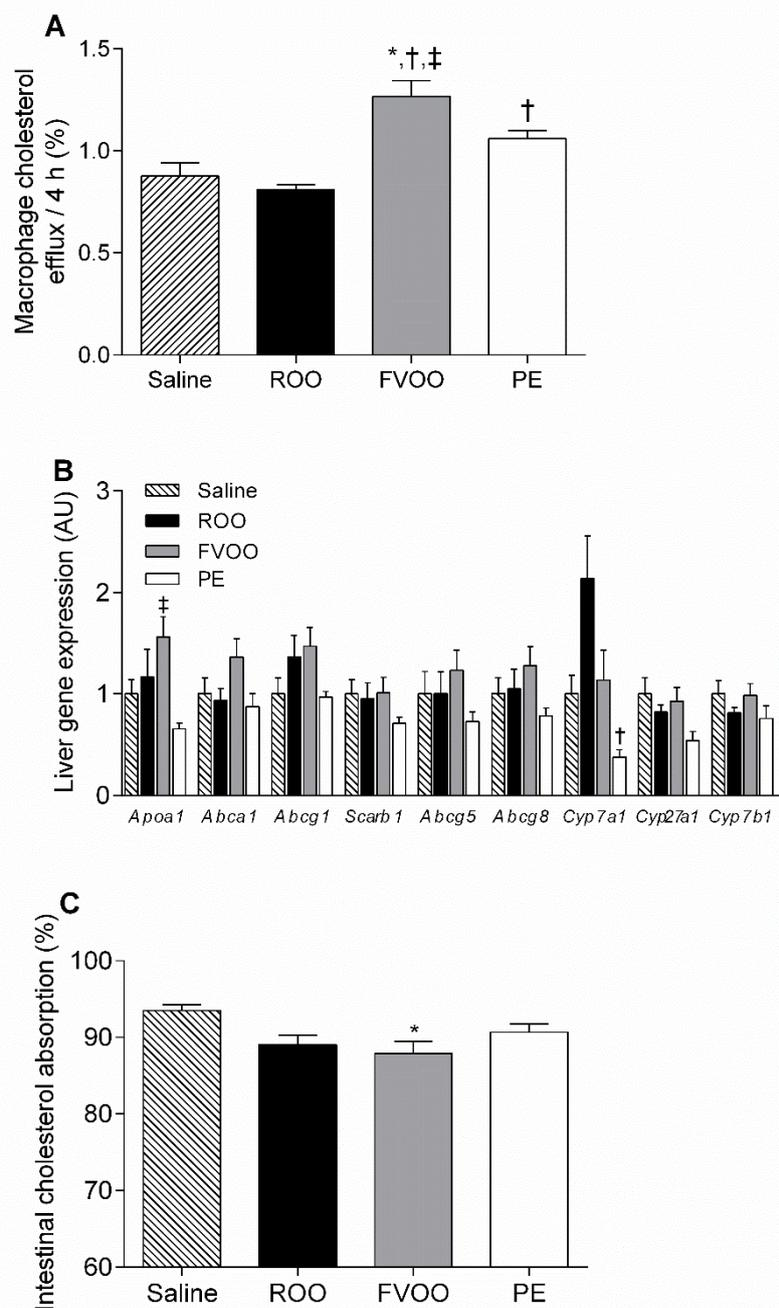 A
Macrophage cholesterol
efflux / 4 h (%)
1.5
1.0
0.5
0.0
*,†,‡
†
Saline ROO FVOO PE
B
Liver gene expression (AU)
3
2
1
0
Saline
ROO
FVOO
PE
‡
†
Apoa1 Abca1 Abcg1 Scarb1 Abcg5 Abcg8 Cyp7a1 Cyp27a1 Cyp7b1
C
Intestinal cholesterol absorption (%)
100
90
80
70
60
*
Saline ROO FVOO PE